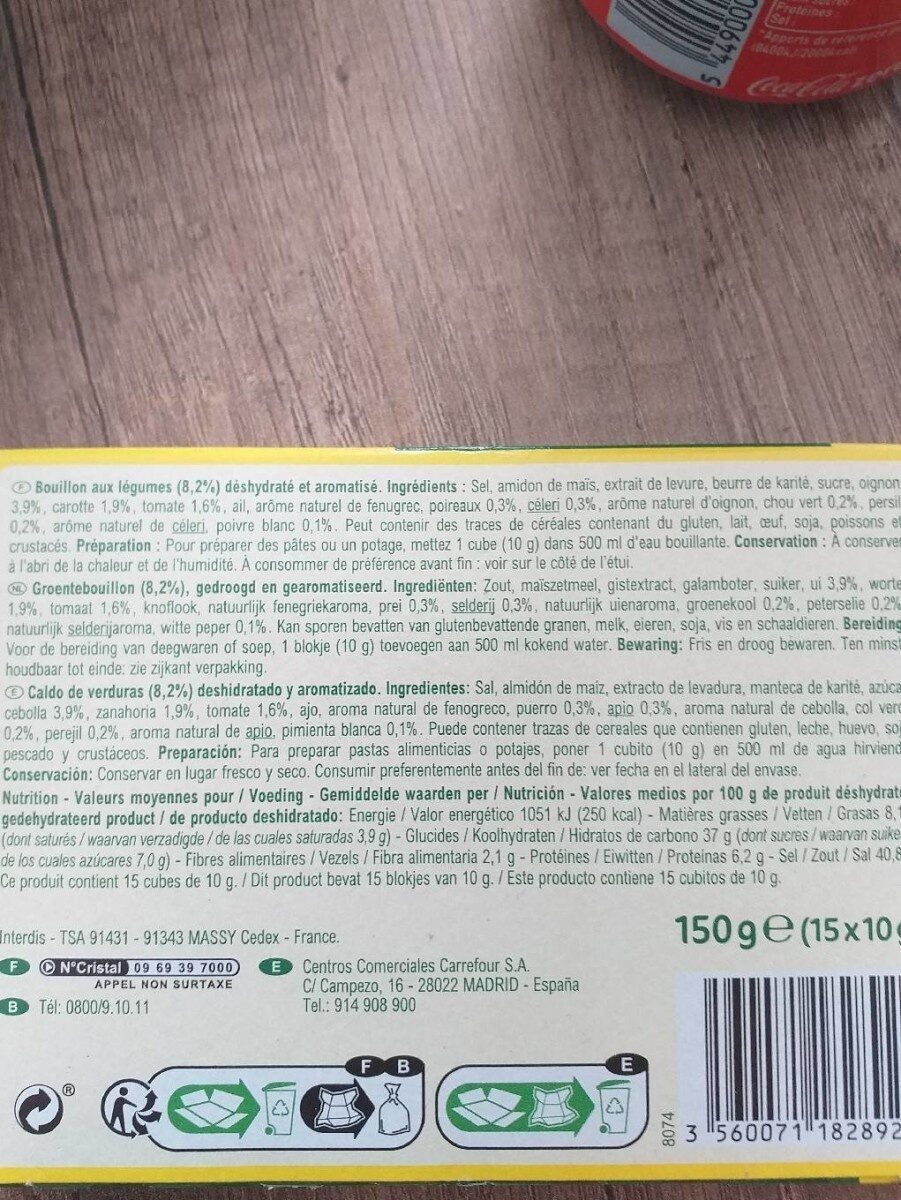 Protéines :
Sel :
*Apports de référence
(8400kJ/2000kcal)
5 449000
Coca-Cola zero
F Bouillon aux légumes (8,2%) déshydraté et aromatisé. Ingrédients : Sel, amidon de maïs, extrait de levure, beurre de karité, sucre, oignon
3,9%, carotte 1,9%, tomate 1,6%, ail, arôme naturel de fenugrec, poireaux 0,3%, céleri 0,3%, arôme naturel d'oignon, chou vert 0,2%, persil
0,2%, arôme naturel de céleri, poivre blanc 0,1%. Peut contenir des traces de céréales contenant du gluten, lait, œuf, soja, poissons et
crustacés. Préparation : Pour préparer des pâtes ou un potage, mettez 1 cube (10 g) dans 500 ml d'eau bouillante. Conservation : À conserver
à l'abri de la chaleur et de l'humidité. À consommer de préférence avant fin : voir sur le côté de l'étui.
NL Groentebouillon (8,2%), gedroogd en gearomatiseerd. Ingrediënten: Zout, maïszetmeel, gistextract, galamboter, suiker, ui 3,9%, worte
1,9%, tomaat 1,6%, knoflook, natuurlijk fenegriekaroma, prei 0,3%, selderij 0,3%, natuurlijk uienaroma, groenekool 0,2%, peterselie 0,2%
natuurlijk selderijaroma, witte peper 0,1%. Kan sporen bevatten van glutenbevattende granen, melk, eieren, soja, vis en schaaldieren. Bereiding
Voor de bereiding van deegwaren of soep, 1 blokje (10 g) toevoegen aan 500 ml kokend water. Bewaring: Fris en droog bewaren. Ten minst
houdbaar tot einde: zie zijkant verpakking.
E Caldo de verduras (8,2%) deshidratado y aromatizado. Ingredientes: Sal, almidón de maíz, extracto de levadura, manteca de karité, azúca
cebolla 3,9%, zanahoria 1,9%, tomate 1,6%, ajo, aroma natural de fenogreco, puerro 0,3%, apio 0,3%, aroma natural de cebolla, col verd
0,2%, perejil 0,2%, aroma natural de apio, pimienta blanca 0,1%. Puede contener trazas de cereales que contienen gluten, leche, huevo, soj
pescado y crustáceos. Preparación: Para preparar pastas alimenticias o potajes, poner 1 cubito (10 g) en 500 ml de agua hirviend
Conservación: Conservar en lugar fresco y seco. Consumir preferentemente antes del fin de: ver fecha en el lateral del envase.
Nutrition - Valeurs moyennes pour / Voeding - Gemiddelde waarden per / Nutrición - Valores medios por 100 g de produit déshydrat
gedehydrateerd product / de producto deshidratado: Energie / Valor energético 1051 kJ (250 kcal) - Matières grasses / Vetten / Grasas 8,1
(dont saturés / waarvan verzadigde / de las cuales saturadas 3,9 g) - Glucides / Koolhydraten / Hidratos de carbono 37 g (dont sucres / waarvan suike
de los cuales azúcares 7,0 g) - Fibres alimentaires / Vezels / Fibra alimentaria 2,1 g - Protéines / Eiwitten / Proteinas 6,2 g - Sel / Zout / Sal 40,8
Ce produit contient 15 cubes de 10 g. / Dit product bevat 15 blokjes van 10 g. / Este producto contiene 15 cubitos de 10 g.
150 g e (15x10g
Interdis - TSA 91431 - 91343 MASSY Cedex - France.
F N°Cristal 09 69 39 7000
APPEL NON SURTAXE
B Tél: 0800/9.10.11
E Centros Comerciales Carrefour S.A.
C/ Campezo, 16 - 28022 MADRID - España
Tel.: 914 908 900
®
F B
E
8074
3 560071 182892